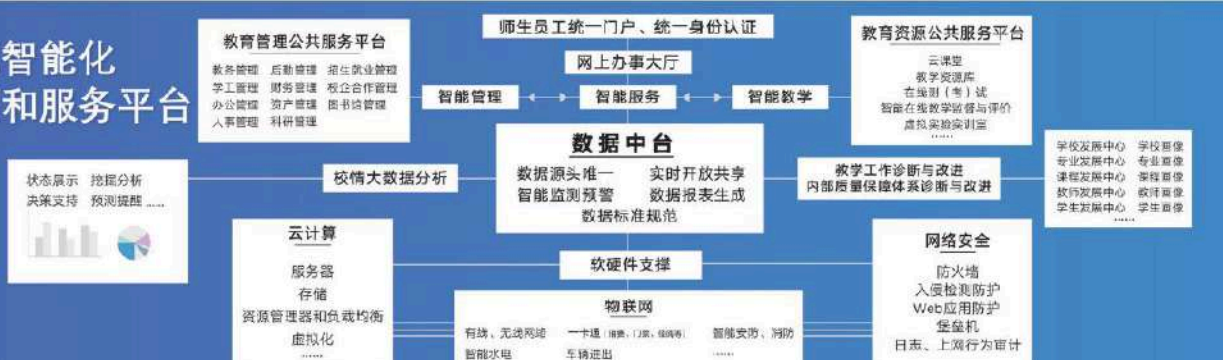 智能化
和服务平台
教育管理公共服务平台
教务管理 后勤管理 招生就业管理
学工管理 财务管理 校企合作管理
办公管理 资产管理 图书馆管理
人事管理 科研管理
......
师生员工统一门户、统一身份认证
网上办事大厅
智能管理 智能服务 智能教学
教育资源公共服务平台
云课堂
教学资源库
在线测（考）试
智能在线教学监督与评价
虚拟实验实训室
......
数据中台
数据源头唯一 实时开放共享
智能监测预警 数据报表生成
数据标准规范
校情大数据分析
状态展示 挖掘分析
决策支持 预测提醒......
教学工作诊断与改进
内部质量保障体系诊断与改进
学校发展中心 学校画像
专业发展中心 专业画像
课程发展中心 课程画像
教师发展中心 教师画像
学生发展中心 学生画像
......
云计算
服务器
存储
资源管理器和负载均衡
虚拟化
软硬件支撑
物联网
有线、无线网络 一卡通 智能安防、消防
智能水电 车辆进出 ......
网络安全
防火墙
入侵检测防护
Web应用防护
堡垒机
日志、上网行为审计